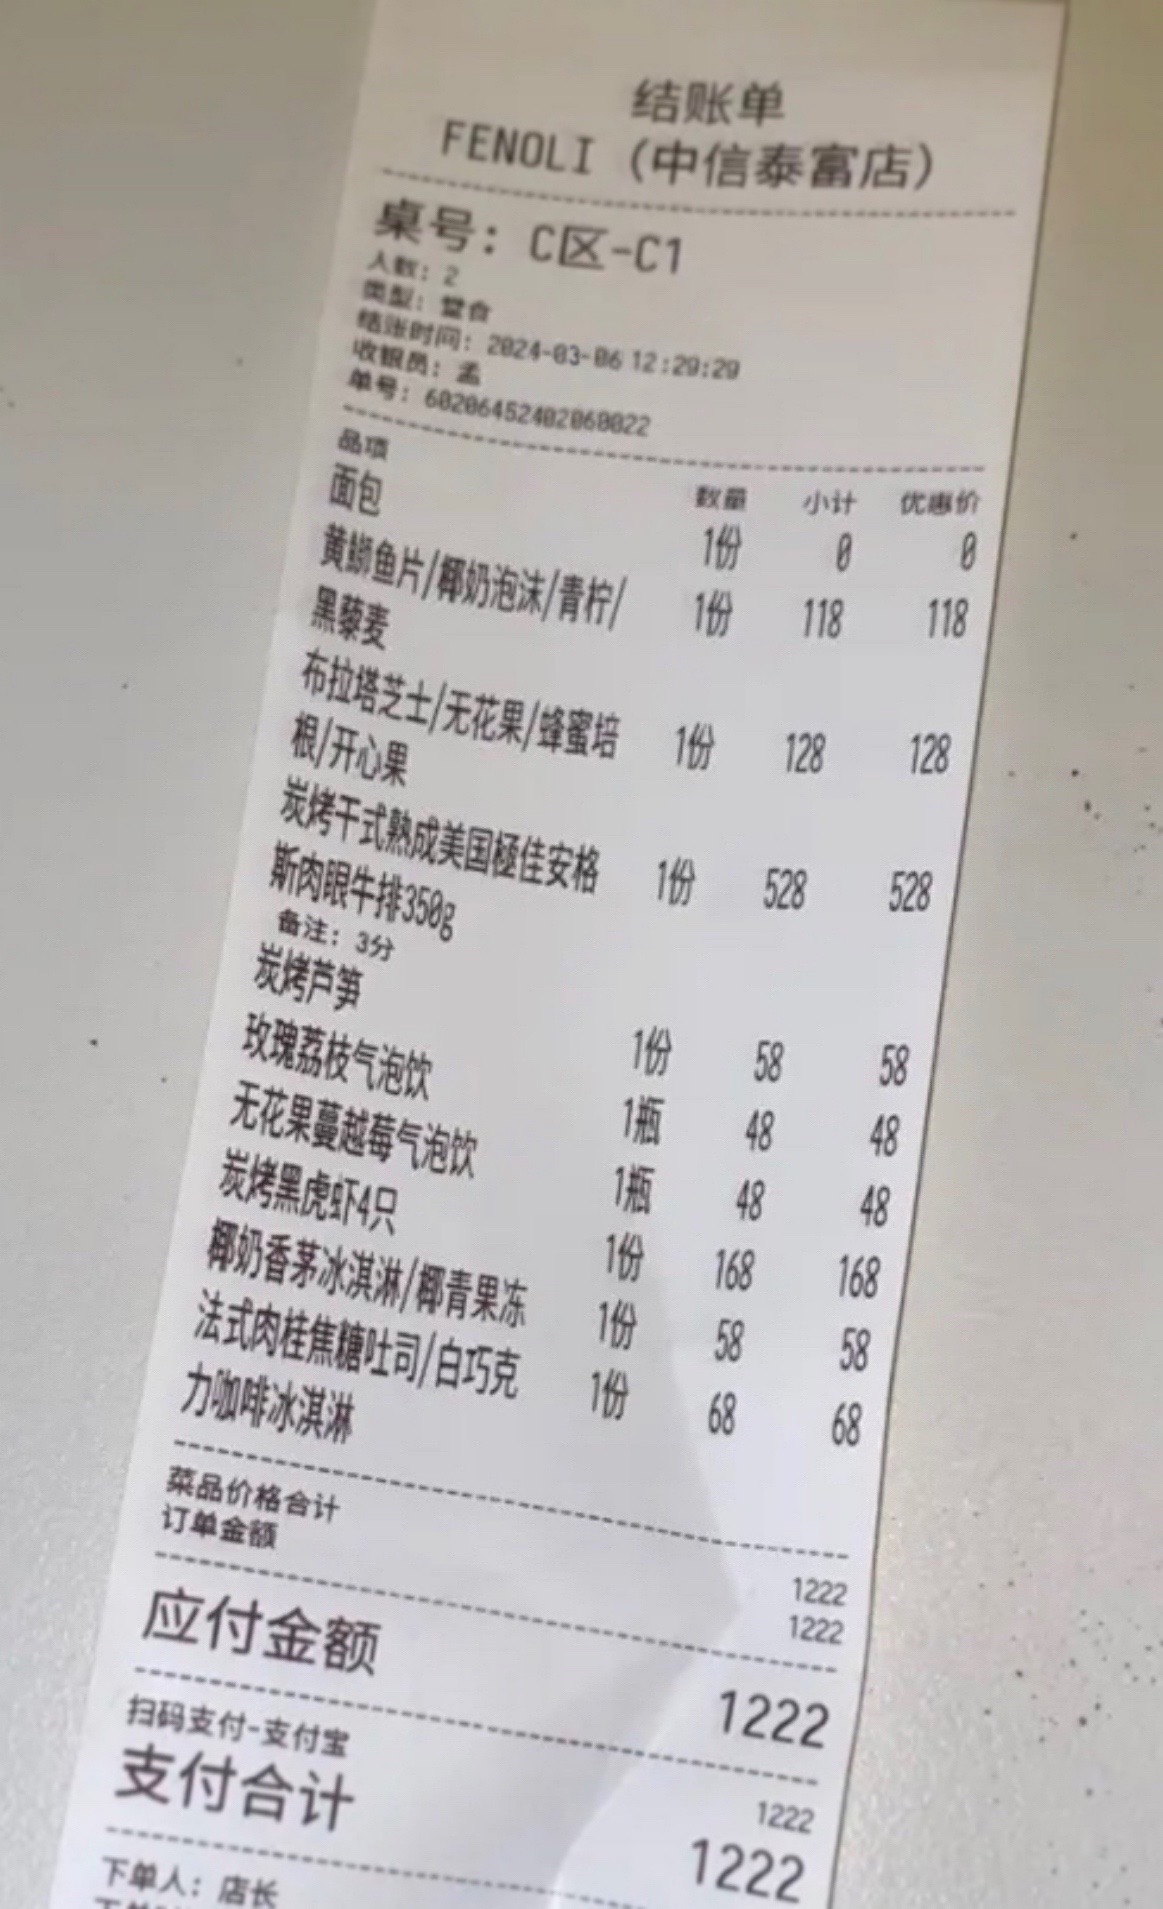 结账单
FENOLI (中信泰富店)
桌号: C区-C1
人数: 2
类型: 堂食
结账时间: 2024-03-06 12:29:29
收银员: 孟
单号: 60206452402060022
品项 数量 小计 优惠价
面包 1份 0 0
黄鰤鱼片/椰奶泡沫/青柠/ 1份 118 118
黑藜麦
布拉塔芝士/无花果/蜂蜜培 1份 128 128
根/开心果
炭烤干式熟成美国極佳安格 1份 528 528
斯肉眼牛排350g
备注: 3分
炭烤芦笋 1份 58 58
玫瑰荔枝气泡饮 1瓶 48 48
无花果蔓越莓气泡饮 1瓶 48 48
炭烤黑虎虾4只 1份 168 168
椰奶香茅冰淇淋/椰青果冻 1份 58 58
法式肉桂焦糖吐司/白巧克 1份 68 68
力咖啡冰淇淋
菜品价格合计 1222
订单金额 1222
应付金额 1222
扫码支付-支付宝 1222
支付合计 1222
下单人: 店长